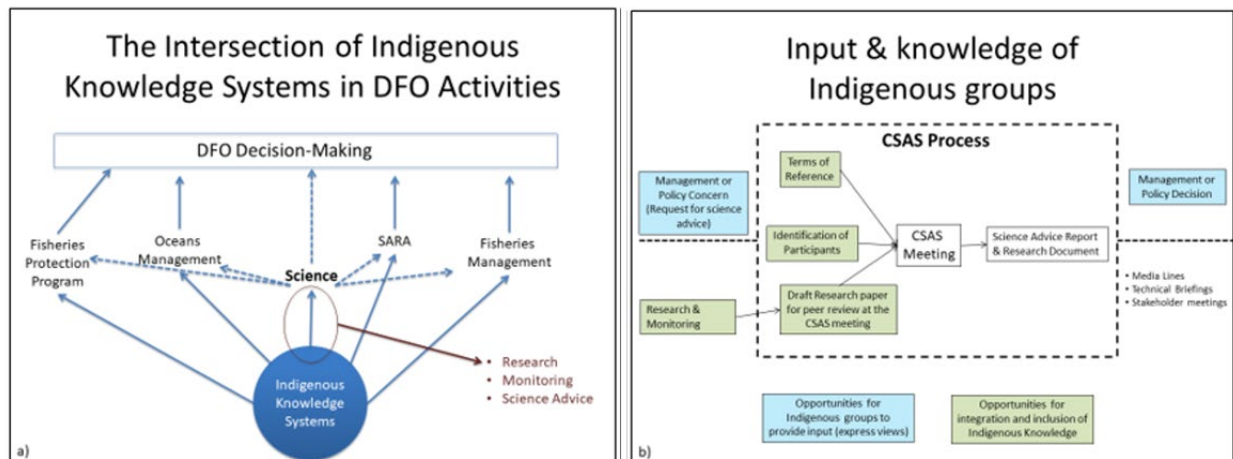 The Intersection of Indigenous
Knowledge Systems in DFO Activities
DFO Decision-Making
Fisheries
Protection
Program
Oceans
Management
Science
SARA
Fisheries
Management
Indigenous
Knowledge
Systems
• Research
• Monitoring
• Science Advice
a)
Input & knowledge of
Indigenous groups
CSAS Process
Management or
Policy Concern
(Request for science
advice)
Terms of
Reference
Identification of
Participants
Research &
Monitoring
Draft Research paper
for peer review at the
CSAS meeting
CSAS
Meeting
Science Advice Report
& Research Document
Management or
Policy Decision
• Media Lines
• Technical Briefings
• Stakeholder meetings
Opportunities for
Indigenous groups to
provide input (express views)
Opportunities for
integration and inclusion of
Indigenous Knowledge
b)